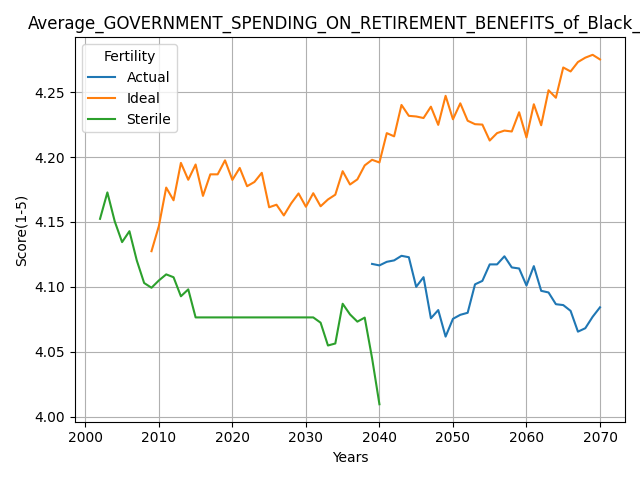 Average_GOVERNMENT_SPENDING_ON_RETIREMENT_BENEFITS_of_Black_
Fertility
Actual
Ideal
Sterile
Score(1-5)
4.25
4.20
4.15
4.10
4.05
4.00
2000 2010 2020 2030 2040 2050 2060 2070
Years